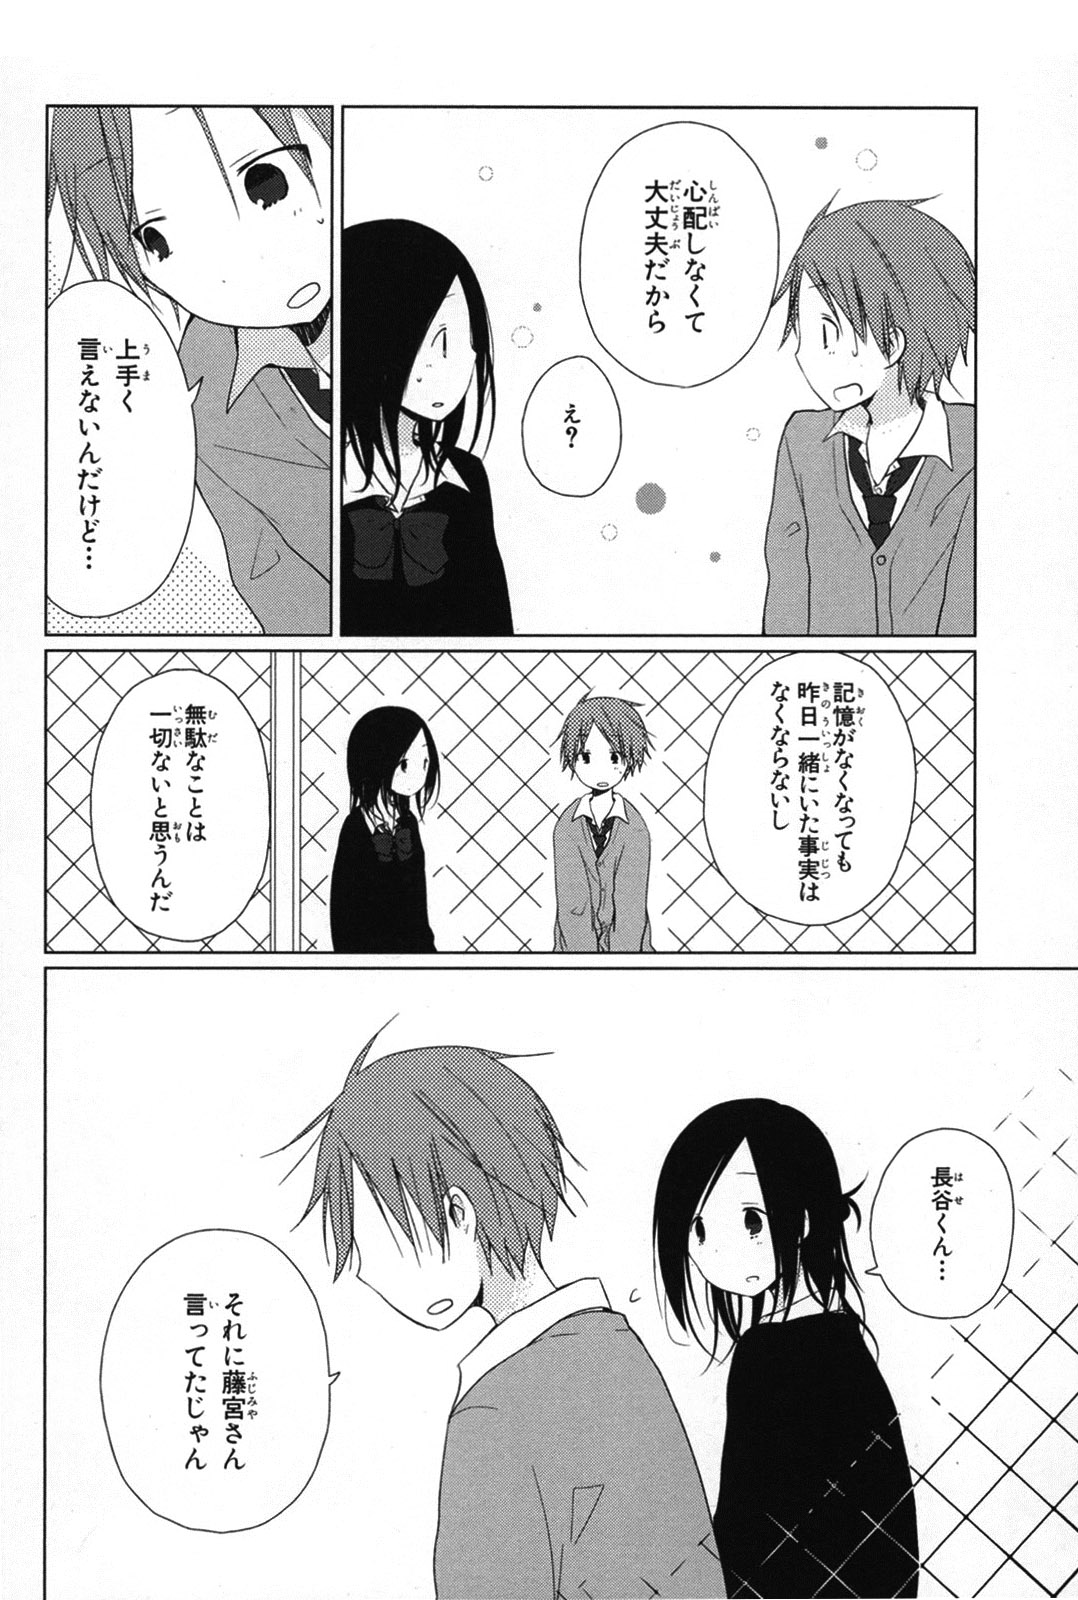 心配しなくて
大丈夫だから
え?
上手く
言えないんだけど…
記憶がなくなっても
昨日一緒にいた事実は
なくならないし
無駄なことは
一切ないと思うんだ
長谷くん…
それに藤宮さん
言ってたじゃん